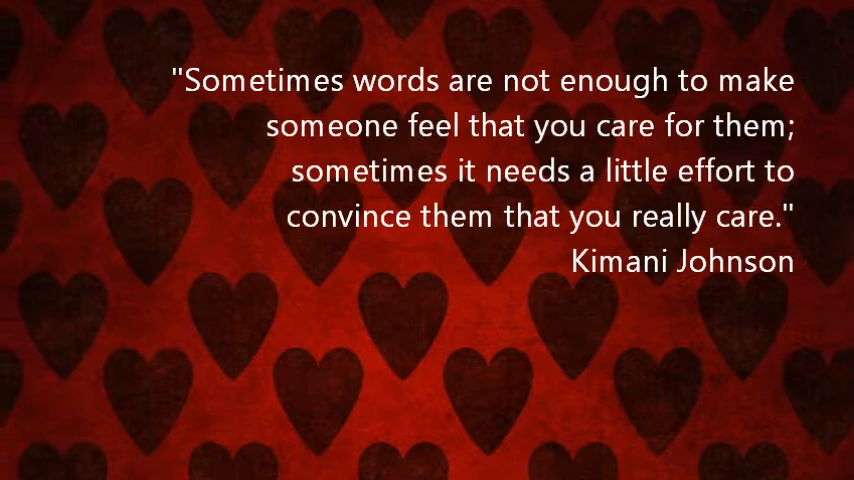 "Sometimes words are not enough to make
someone feel that you care for them;
sometimes it needs a little effort to
convince them that you really care."
Kimani Johnson